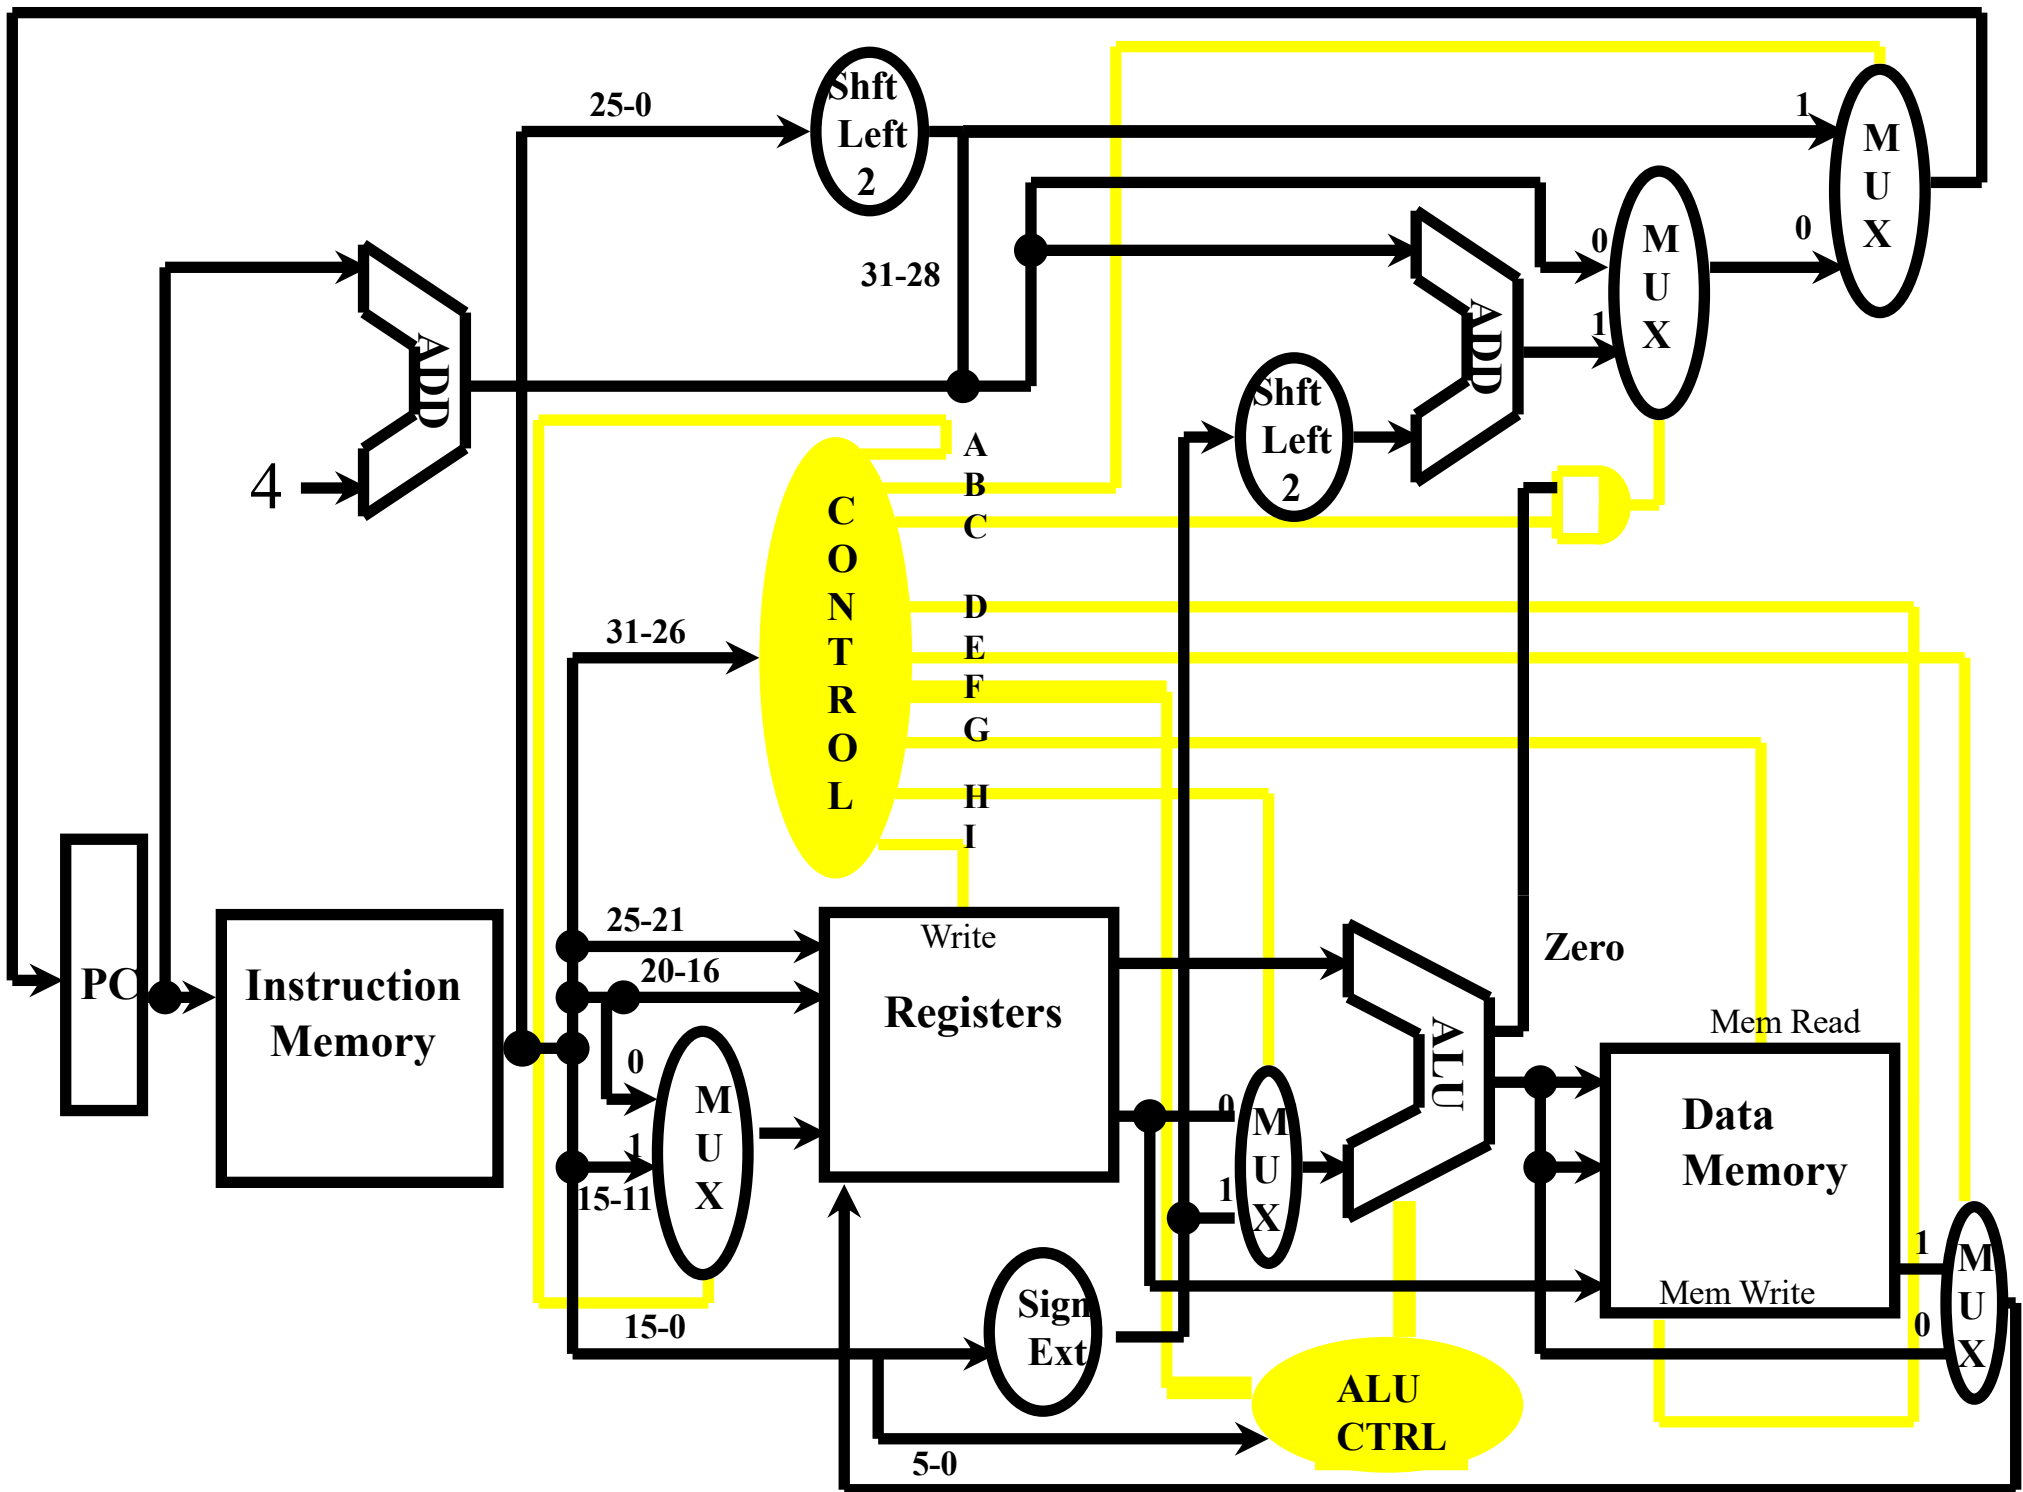 25-0
Shft
Left
2
1
M
U
X
0
0
M
U
X
1
31-28
ADD
4
ADD
Shft
Left
2
A
B
C
D
E
F
G
H
I
C
O
N
T
R
O
L
31-26
25-21
20-16
Write
Registers
Zero
PC
Instruction
Memory
0
M
U
X
1
15-11
ALU
Mem Read
Data
Memory
Mem Write
0
M
U
X
1
1
M
U
X
0
15-0
Sign
Ext
ALU
CTRL
5-0